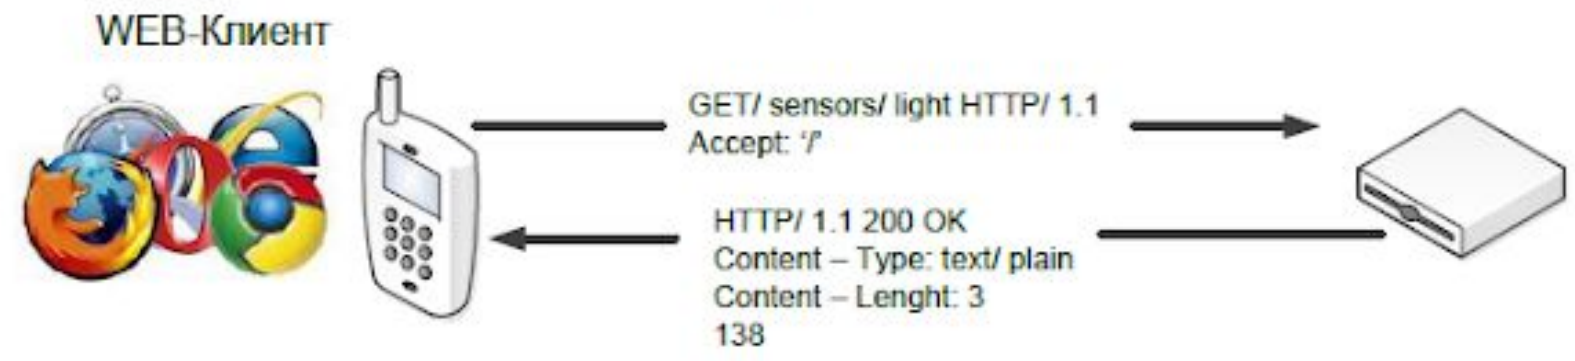 WEB-Клиент
GET/ sensors/ light HTTP/ 1.1
Accept: ‘/’
HTTP/ 1.1 200 OK
Content – Type: text/ plain
Content – Lenght: 3
138